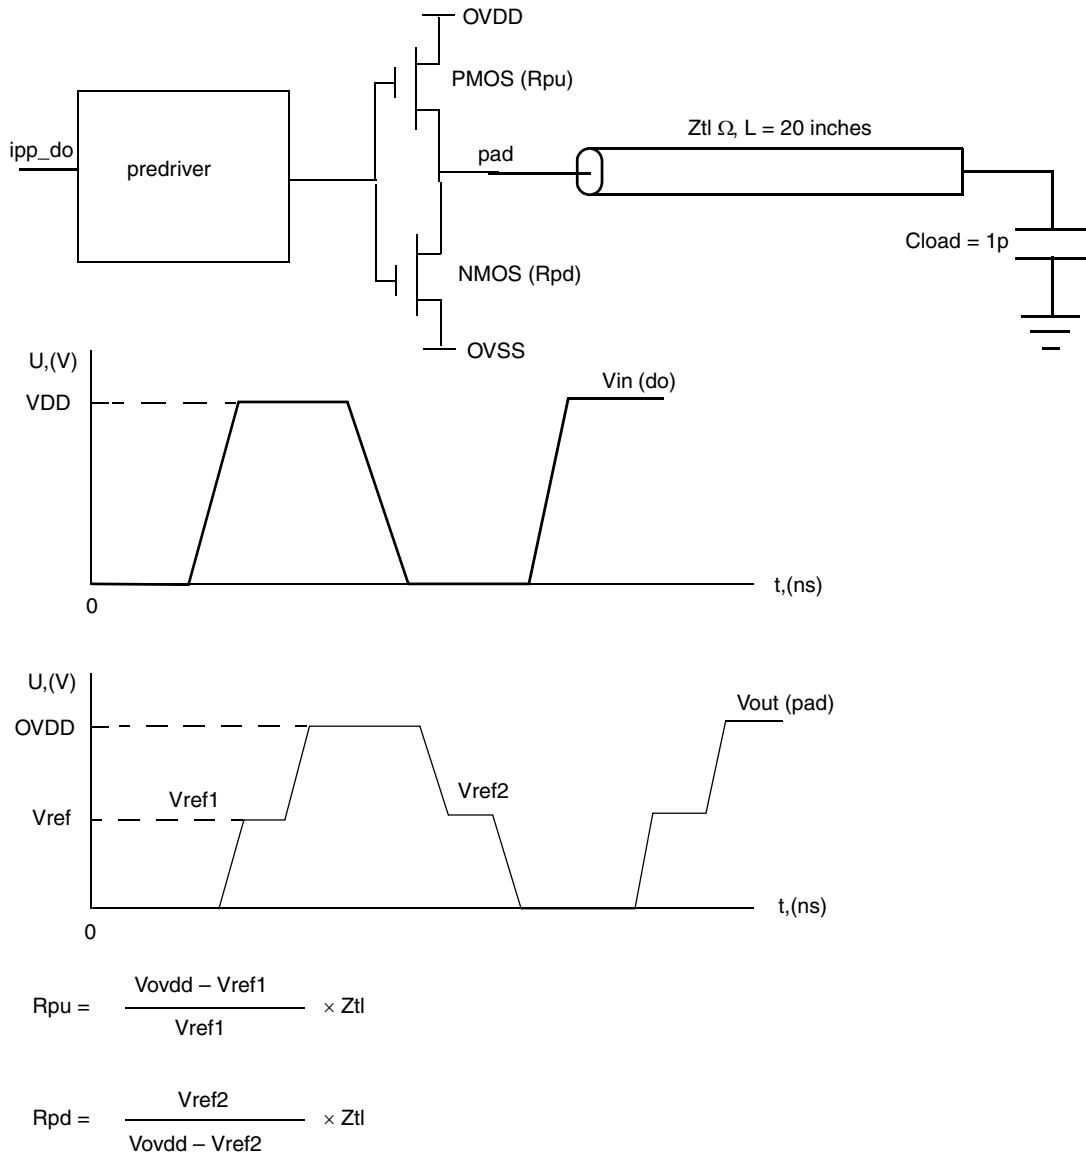 OVDD
PMOS (Rpu)
Ztl Ω, L = 20 inches
ipp_do
predriver
pad
Cload = 1p
NMOS (Rpd)
OVSS
U,(V)
VDD
Vin (do)
t,(ns)
0
U,(V)
OVDD
Vout (pad)
Vref1
Vref2
Vref
t,(ns)
0
Vovdd – Vref1
Rpu = × Ztl
Vref1
Vref2
Rpd = × Ztl
Vovdd – Vref2